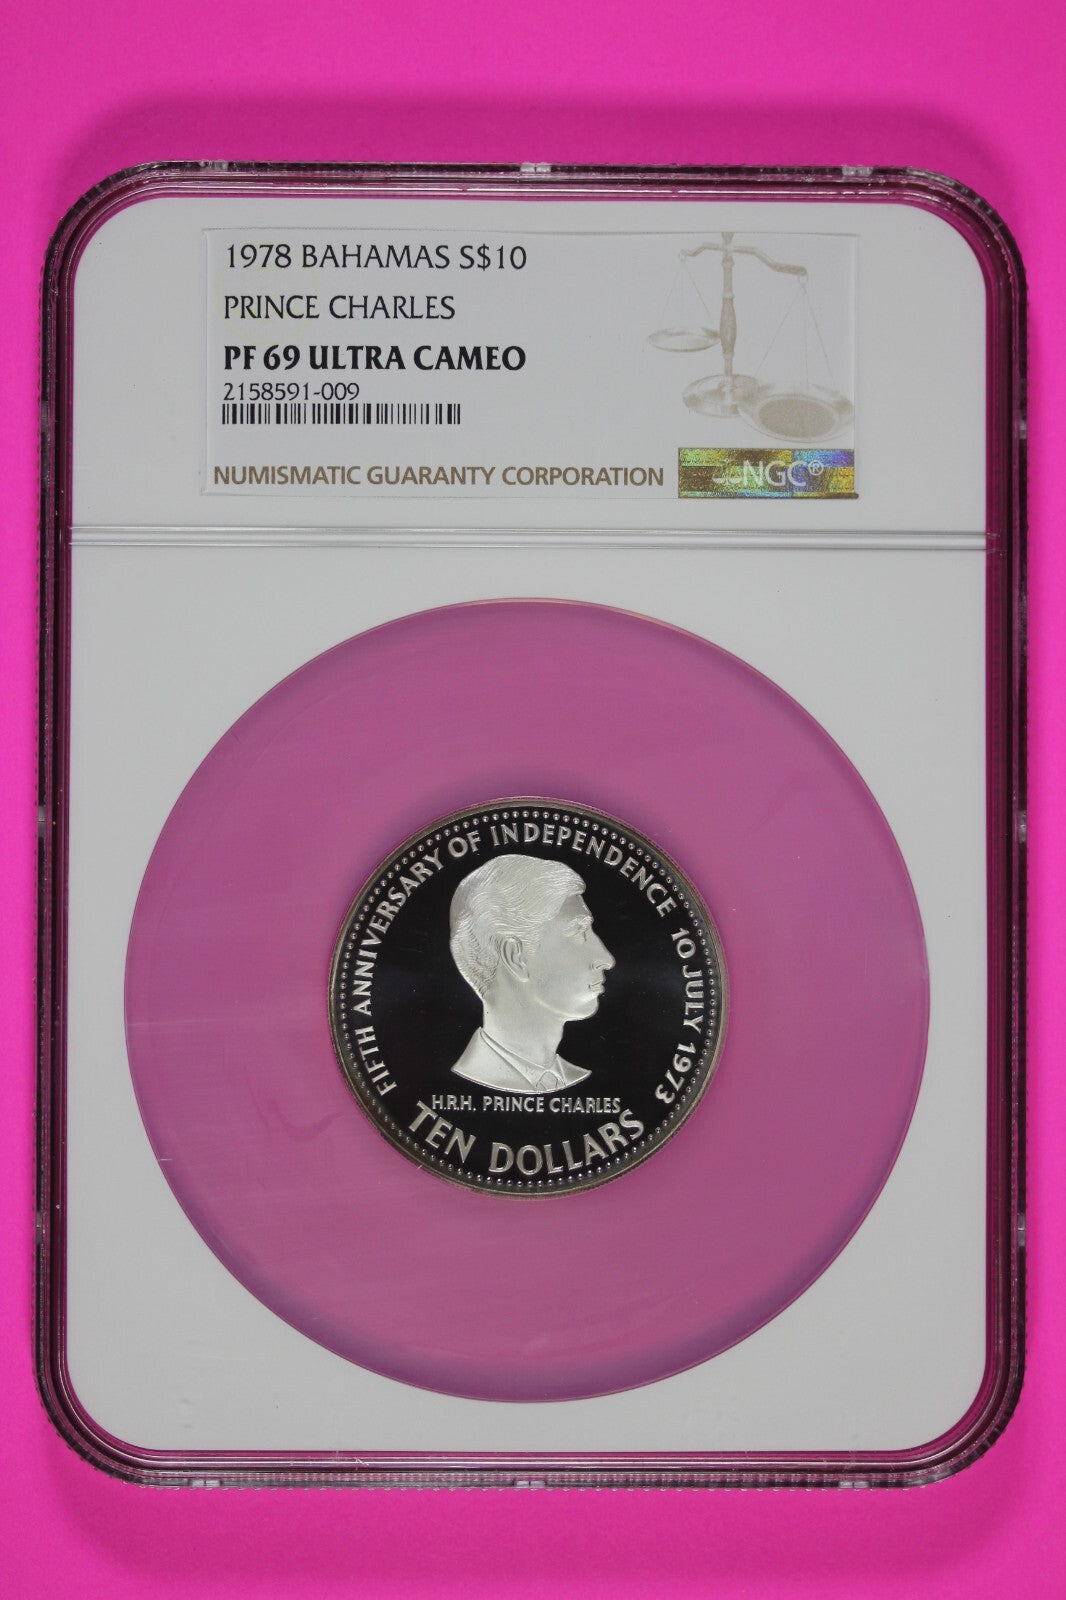 1978 BAHAMAS S$10
PRINCE CHARLES
PF 69 ULTRA CAMEO
2158591-009
NUMISMATIC GUARANTY CORPORATION
NGC®
FIFTH ANNIVERSARY OF INDEPENDENCE 10 JULY 1973
H.R.H. PRINCE CHARLES
TEN DOLLARS